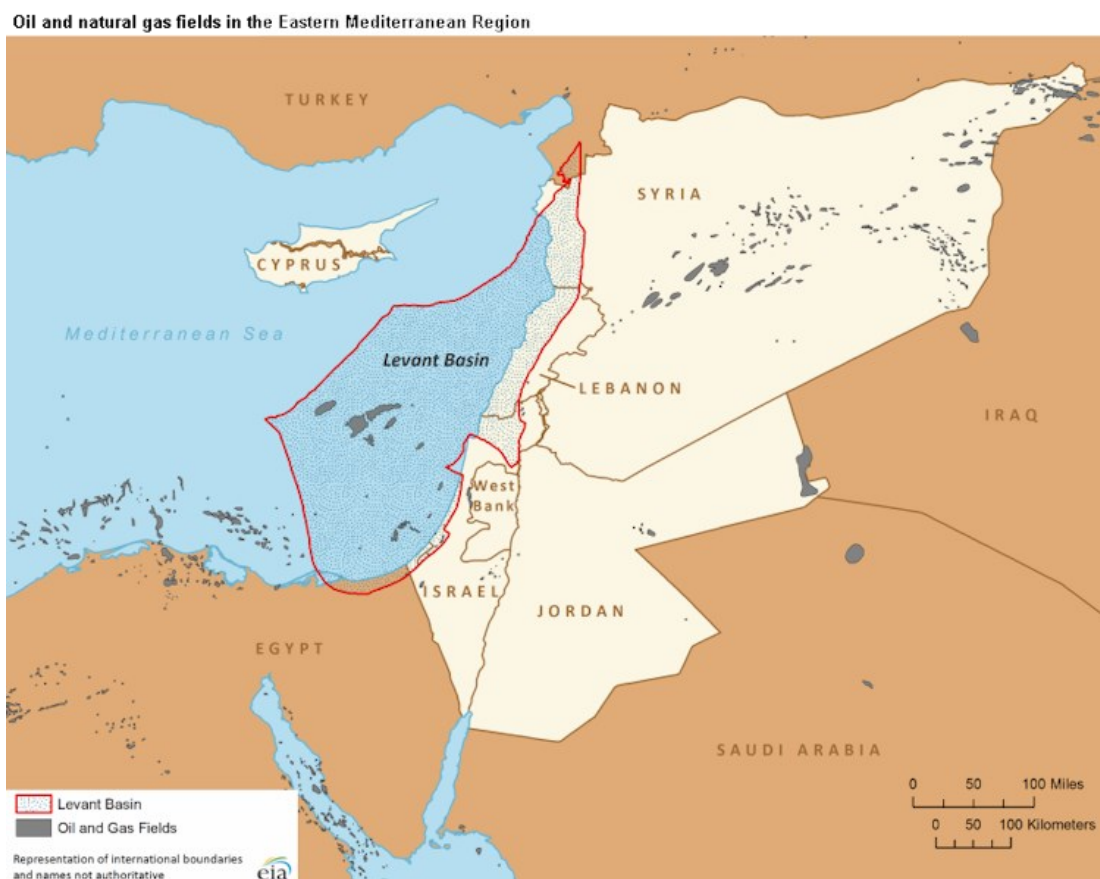 Oil and natural gas fields in the Eastern Mediterranean Region
TURKEY
SYRIA
CYPRUS
Mediterranean Sea
Levant Basin
LEBANON
IRAQ
West
Bank
ISRAEL
JORDAN
EGYPT
SAUDI ARABIA
0 50 100 Miles
0 50 100 Kilometers
Levant Basin
Oil and Gas Fields
Representation of international boundaries
and names not authoritative
eia